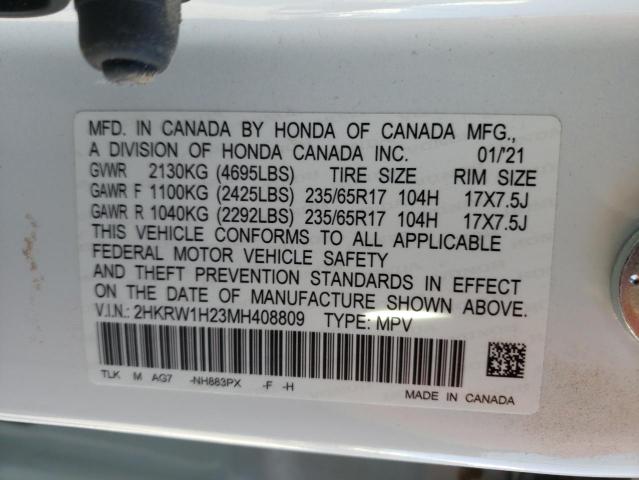 MFD. IN CANADA BY HONDA OF CANADA MFG.,
A DIVISION OF HONDA CANADA INC. 01/'21
GVWR 2130KG (4695LBS) TIRE SIZE RIM SIZE
GAWR F 1100KG (2425LBS) 235/65R17 104H 17X7.5J
GAWR R 1040KG (2292LBS) 235/65R17 104H 17X7.5J
THIS VEHICLE CONFORMS TO ALL APPLICABLE
FEDERAL MOTOR VEHICLE SAFETY
AND THEFT PREVENTION STANDARDS IN EFFECT
ON THE DATE OF MANUFACTURE SHOWN ABOVE.
V.I.N.: 2HKRW1H23MH408809 TYPE: MPV
TLK M AG7 -NH883PX -F -H
MADE IN CANADA